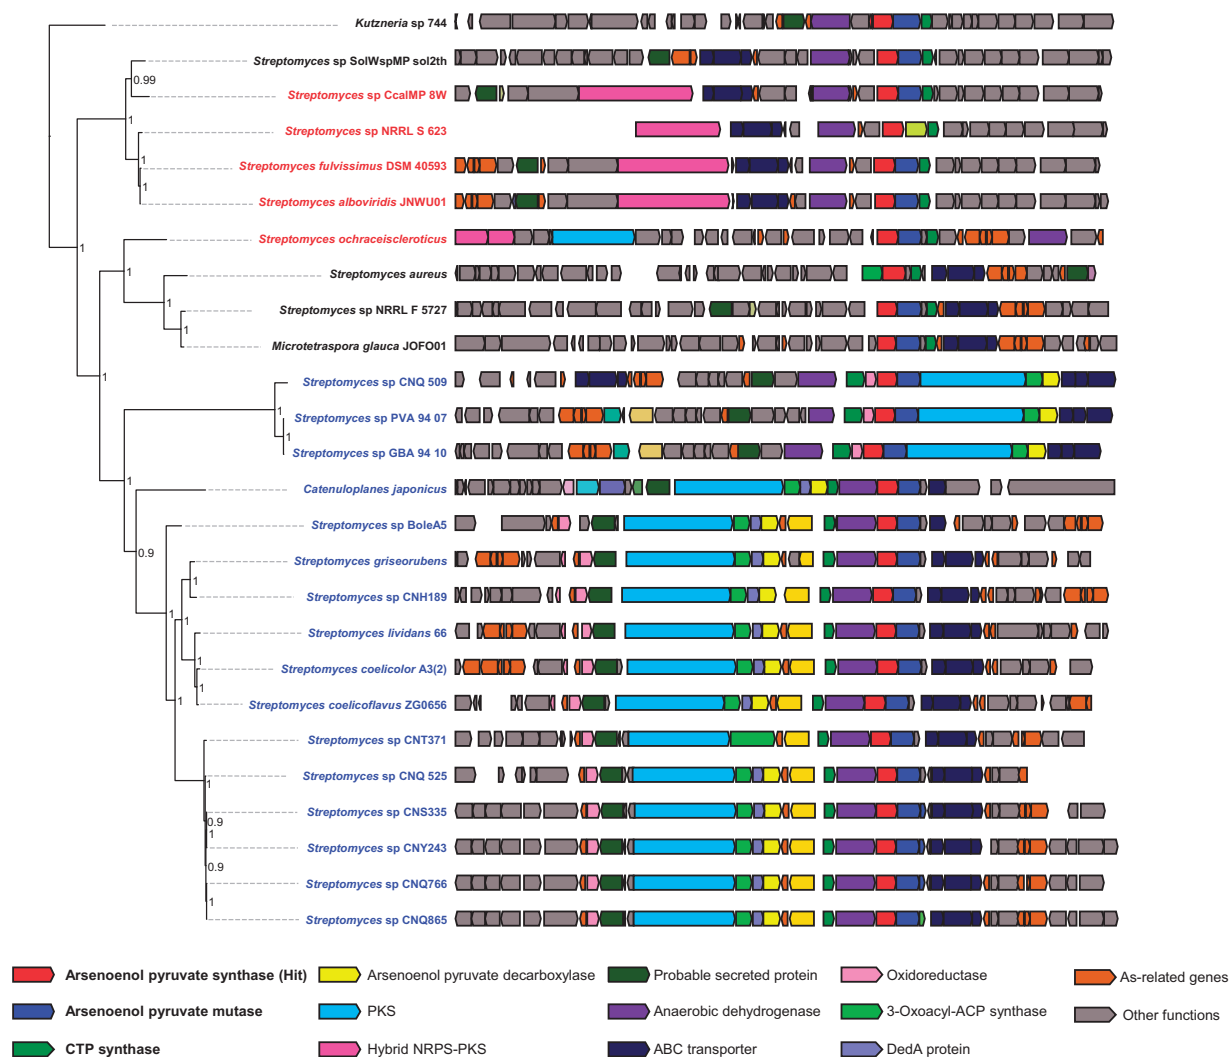 Kutzneria sp 744
Streptomyces sp SolWspMP sol2th
0.99
Streptomyces sp CcalMP 8W
1
Streptomyces sp NRRL S 623
1
Streptomyces fulvissimus DSM 40593
1
Streptomyces alboviridis JNWU01
Streptomyces ochraceiscleroticus
1
1
Streptomyces aureus
1
Streptomyces sp NRRL F 5727
1
Microtetraspora glauca JOFO01
1
Streptomyces sp CNQ 509
1
Streptomyces sp PVA 94 07
1
Streptomyces sp GBA 94 10
1
Catenuloplanes japonicus
Streptomyces sp BoleA5
0.9
Streptomyces griseorubens
1
Streptomyces sp CNH189
1
1
Streptomyces lividans 66
1
Streptomyces coelicolor A3(2)
1
1
Streptomyces coelicoflavus ZG0656
Streptomyces sp CNT371
Streptomyces sp CNQ 525
1
Streptomyces sp CNS335
0.9
1
Streptomyces sp CNY243
0.9
Streptomyces sp CNQ766
1
Streptomyces sp CNQ865
Arsenoenol pyruvate synthase (Hit)
Arsenoenol pyruvate decarboxylase
Probable secreted protein
Oxidoreductase
As-related genes
Arsenoenol pyruvate mutase
PKS
Anaerobic dehydrogenase
3-Oxoacyl-ACP synthase
Other functions
CTP synthase
Hybrid NRPS-PKS
ABC transporter
DedA protein